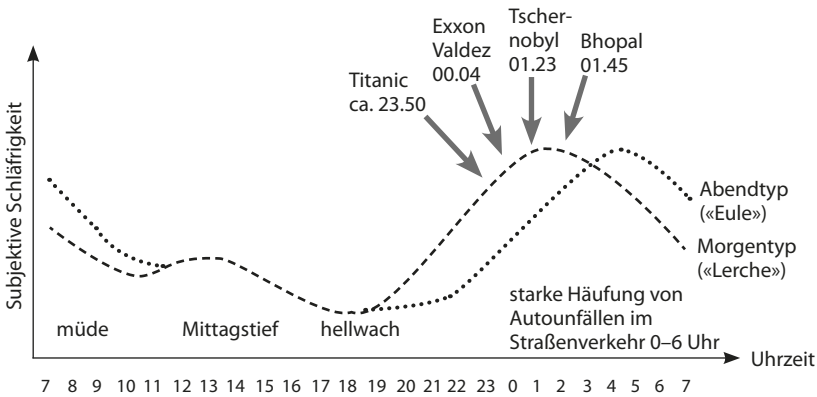 Subjektive Schläfrigkeit
Titanic
ca. 23.50
Exxon
Valdez
00.04
Tscher-
nobyl
01.23
Bhopal
01.45
Abendtyp
(«Eule»)
Morgentyp
(«Lerche»)
müde
Mittagstief
hellwach
starke Häufung von
Autounfällen im
Straßenverkehr 0–6 Uhr
Uhrzeit
7 8 9 10 11 12 13 14 15 16 17 18 19 20 21 22 23 0 1 2 3 4 5 6 7